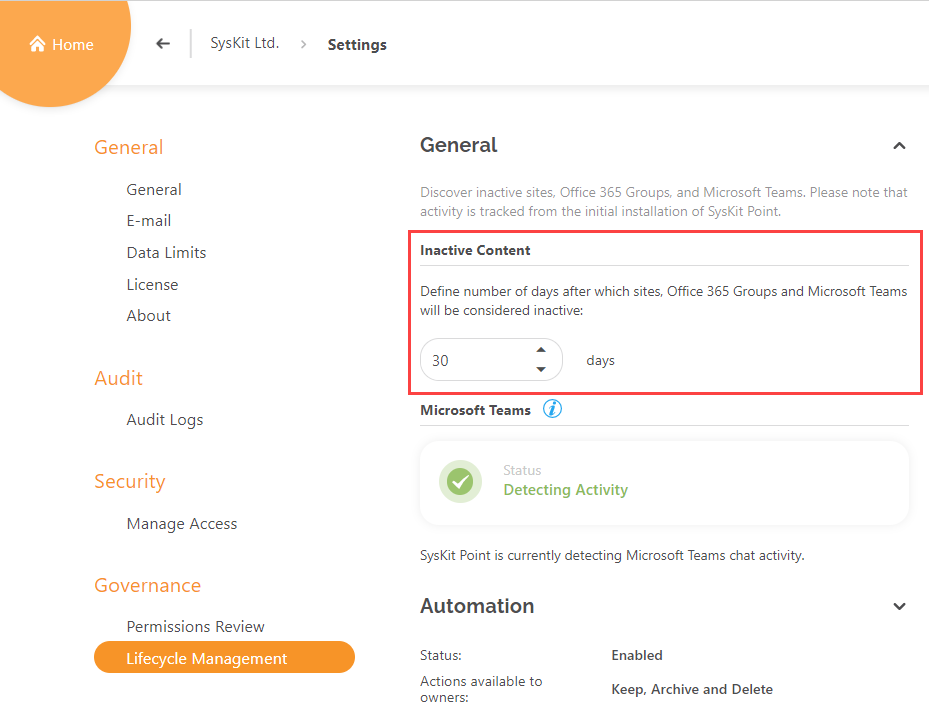 Home
SysKit Ltd. > Settings
General
General
E-mail
Data Limits
License
About
Audit
Audit Logs
Security
Manage Access
Governance
Permissions Review
Lifecycle Management
General
Discover inactive sites, Office 365 Groups, and Microsoft Teams. Please note that
activity is tracked from the initial installation of SysKit Point.
Inactive Content
Define number of days after which sites, Office 365 Groups and Microsoft Teams
will be considered inactive:
30 days
Microsoft Teams i
Status
Detecting Activity
SysKit Point is currently detecting Microsoft Teams chat activity.
Automation
Status: Enabled
Actions available to
owners:
Keep, Archive and Delete